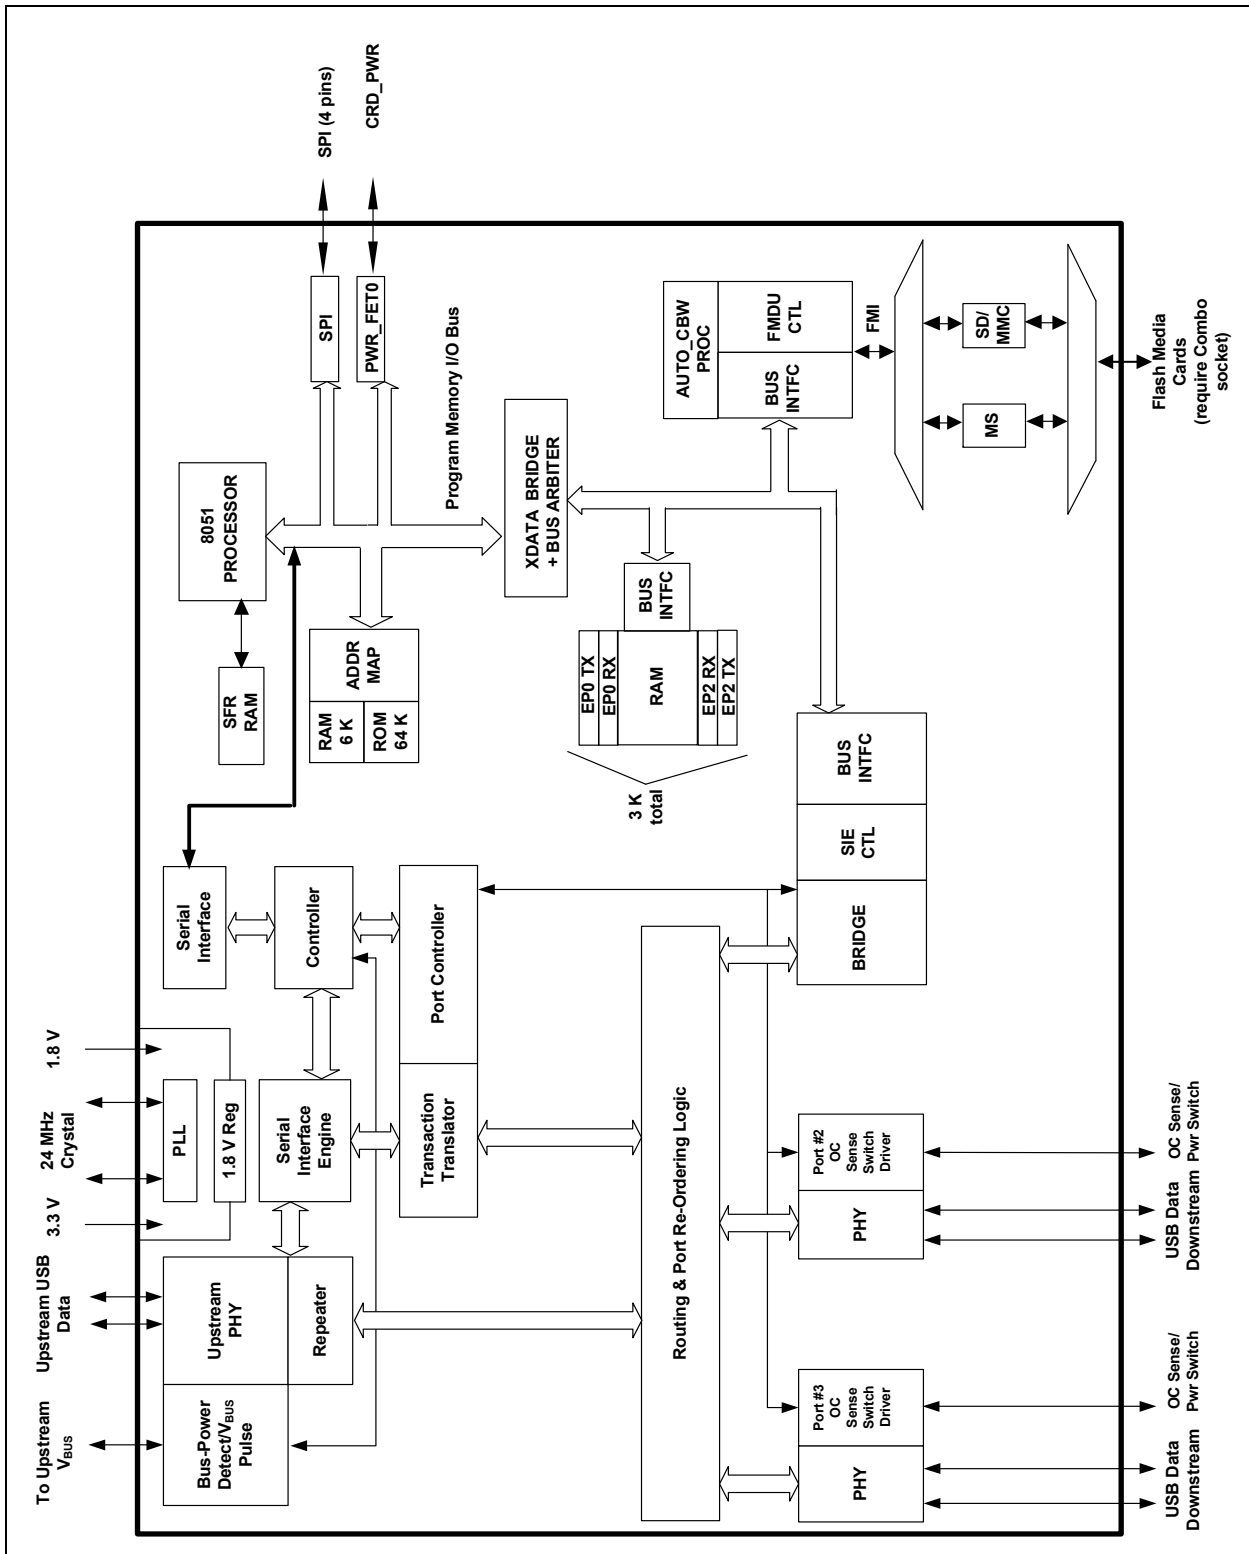 To Upstream
VBUS
Upstream USB
Data
3.3 V
24 MHz
Crystal
1.8 V
SPI (4 pins)
CRD_PWR
Bus-Power
Detect/VBUS
Pulse
Upstream
PHY
Repeater
PLL
1.8 V Reg
Serial
Interface
Engine
Serial
Interface
Controller
Transaction
Translator
Port Controller
SFR
RAM
8051
PROCESSOR
SPI
PWR_FET0
Program Memory I/O Bus
RAM
6 K
ROM
64 K
ADDR
MAP
XDATA BRIDGE
+ BUS ARBITER
3 K
total
EP0 TX
EP0 RX
RAM
EP2 RX
EP2 TX
BUS
INTFC
AUTO_CBW
PROC
BUS
INTFC
FMDU
CTL
FMI
MS
SD/
MMC
Flash Media
Cards
(require Combo
socket)
Routing & Port Re-Ordering Logic
BRIDGE
SIE
CTL
BUS
INTFC
PHY
Port #3
OC
Sense
Switch
Driver
PHY
Port #2
OC
Sense
Switch
Driver
USB Data
Downstream
OC Sense/
Pwr Switch
USB Data
Downstream
OC Sense/
Pwr Switch